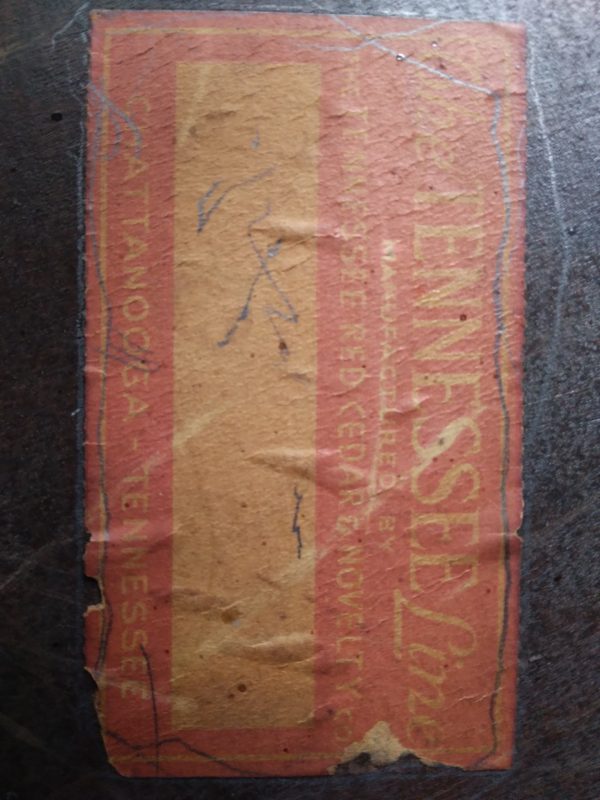 The TENNESSEE Line
MANUFACTURED BY
THE TENNESSEE RED CEDAR & NOVELTY CO
CHATTANOOGA - TENNESSEE